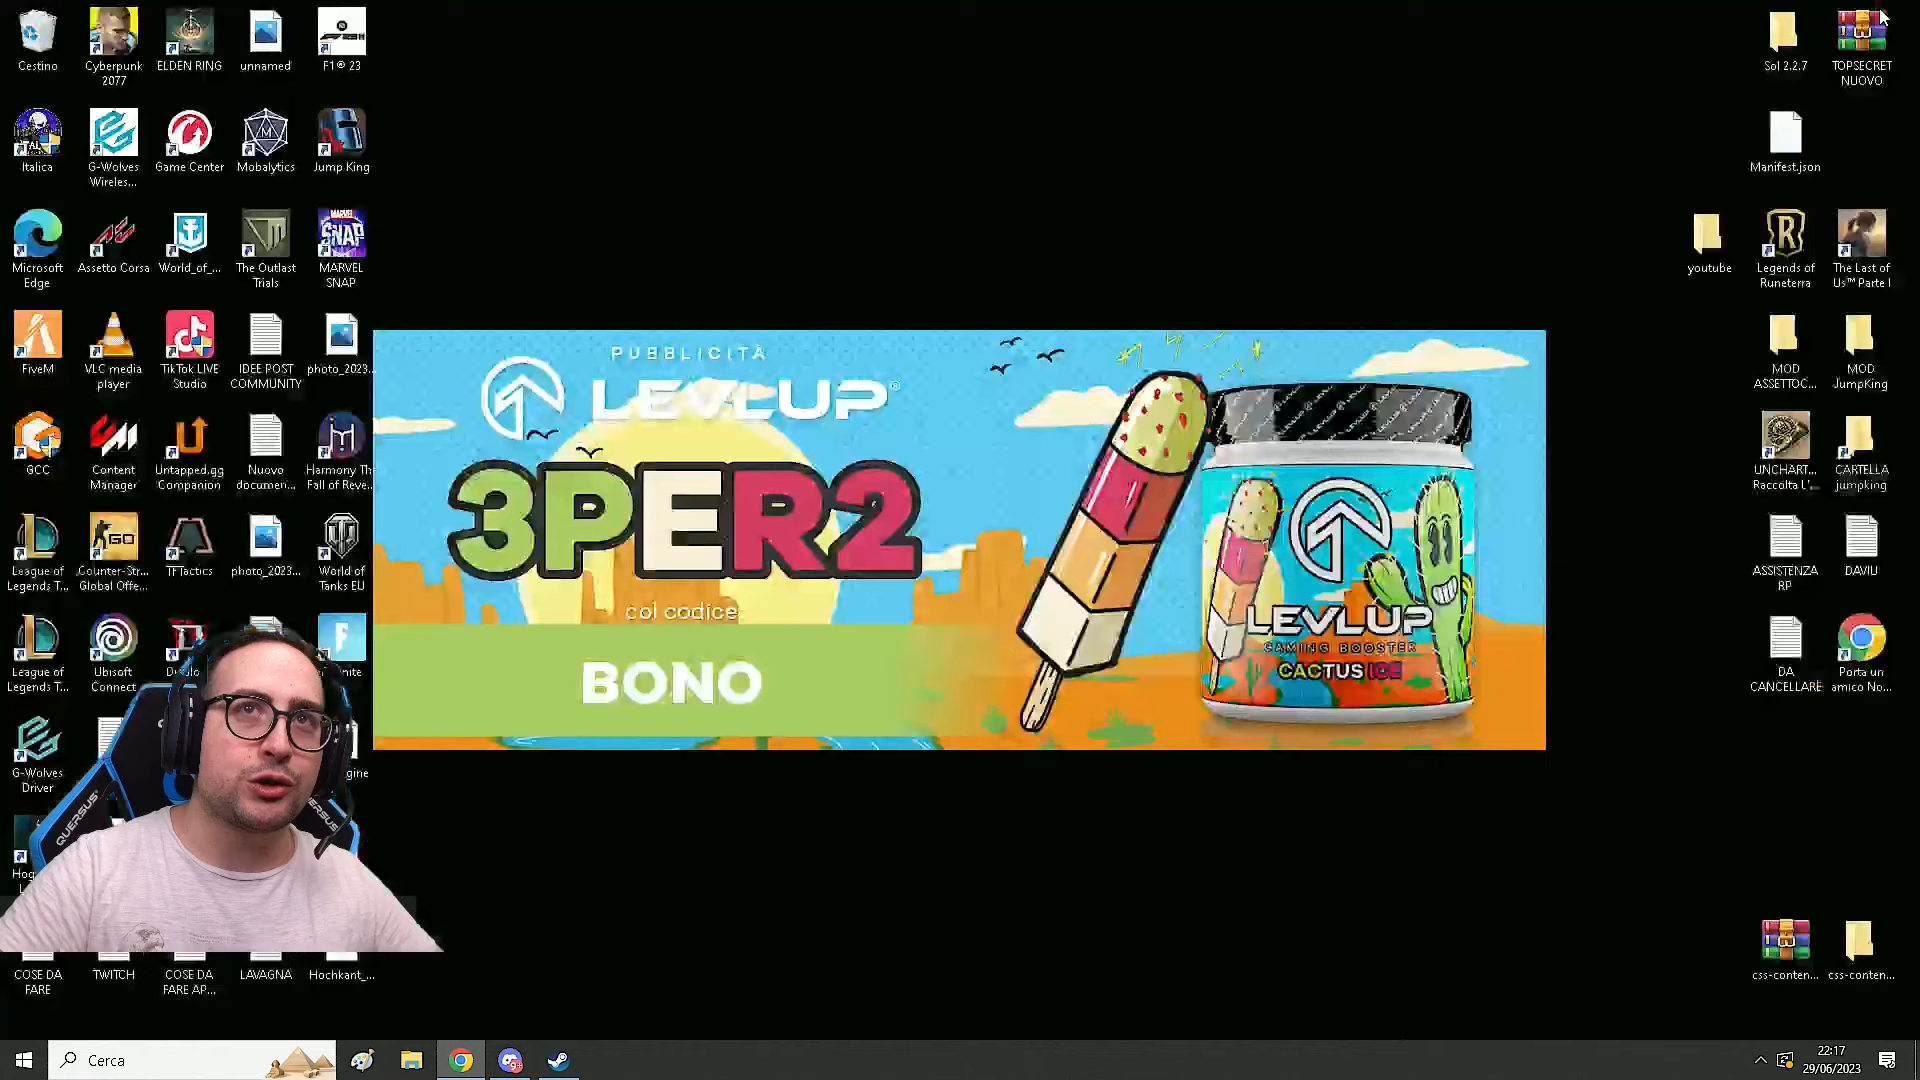 Cestino
Cyberpunk
2077
ELDEN RING
unnamed
F1® 23
Sol 2.2.7
TOPSECRET
NUOVO
Italica
G-Wolves
Wireles...
Game Center
Mobalytics
Jump King
Manifest.json
Microsoft
Edge
Assetto Corsa
World_of_...
The Outlast
Trials
MARVEL
SNAP
youtube
Legends of
Runeterra
The Last of
Us™ Parte I
FiveM
VLC media
player
TikTok LIVE
Studio
IDEE POST
COMMUNITY
photo_2023...
MOD
ASSETTOC...
MOD
JumpKing
PUBBLICITÀ
LEVLUP®
3PER2
col codice
BONO
LEVLUP
GAMING BOOSTER
CACTUS ICE
GCC
Content
Manager
Untapped.gg
Companion
Nuovo
documen...
Harmony Th
Fall of Reve...
UNCHART...
Raccolta L'...
CARTELLA
jumpking
League of
Legends T...
Counter-Str...
Global Offe...
TFTactics
photo_2023...
World of
Tanks EU
ASSISTENZA
RP
DAVIU
League of
Legends T...
Ubisoft
Connect
DA
CANCELLARE
Porta un
amico No...
G-Wolves
Driver
QUERSUS
COSE DA
FARE
TWITCH
COSE DA
FARE AP...
LAVAGNA
Hochkant_...
css-conten...
css-conten...
Cerca
22:17
29/06/2023